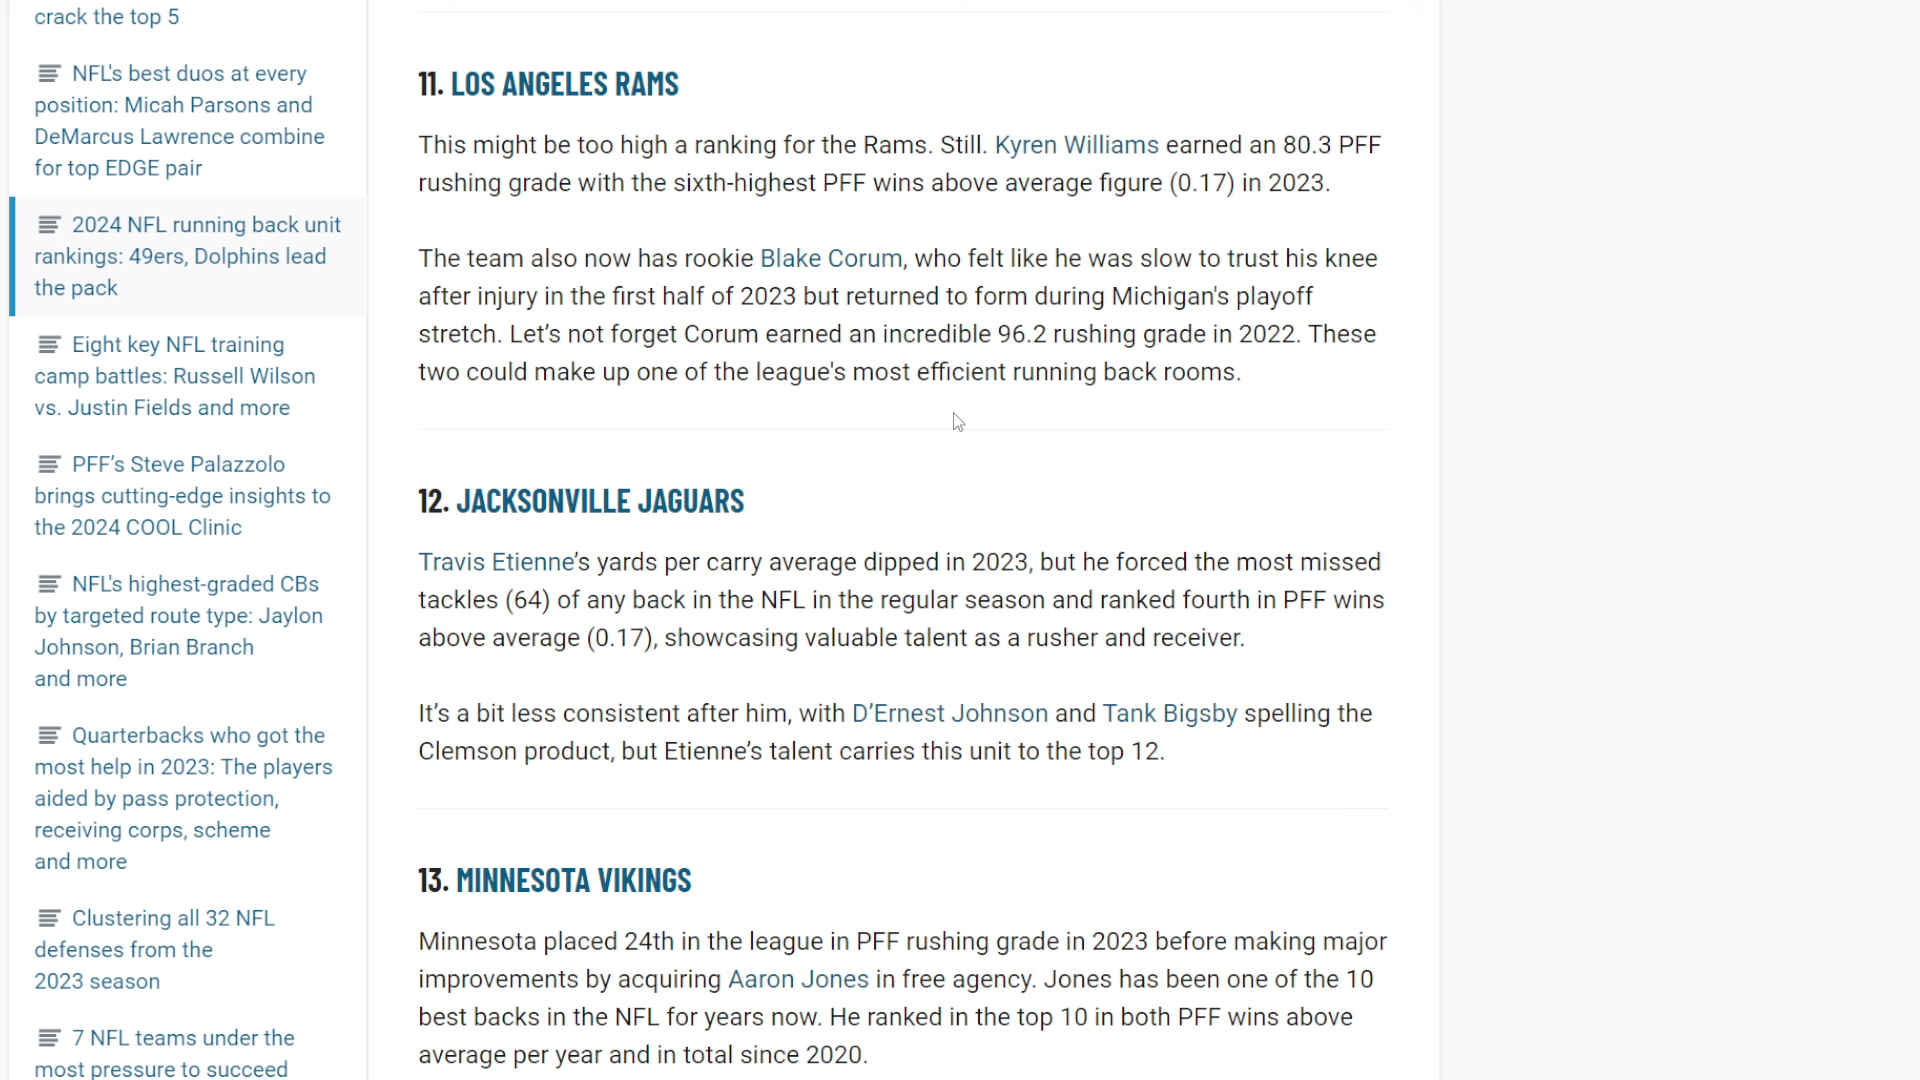 crack the top 5
NFL's best duos at every
position: Micah Parsons and
DeMarcus Lawrence combine
for top EDGE pair
2024 NFL running back unit
rankings: 49ers, Dolphins lead
the pack
Eight key NFL training
camp battles: Russell Wilson
vs. Justin Fields and more
PFF’s Steve Palazzolo
brings cutting-edge insights to
the 2024 COOL Clinic
NFL's highest-graded CBs
by targeted route type: Jaylon
Johnson, Brian Branch
and more
Quarterbacks who got the
most help in 2023: The players
aided by pass protection,
receiving corps, scheme
and more
Clustering all 32 NFL
defenses from the
2023 season
7 NFL teams under the
most pressure to succeed
11. LOS ANGELES RAMS
This might be too high a ranking for the Rams. Still. Kyren Williams earned an 80.3 PFF
rushing grade with the sixth-highest PFF wins above average figure (0.17) in 2023.
The team also now has rookie Blake Corum, who felt like he was slow to trust his knee
after injury in the first half of 2023 but returned to form during Michigan's playoff
stretch. Let’s not forget Corum earned an incredible 96.2 rushing grade in 2022. These
two could make up one of the league's most efficient running back rooms.
12. JACKSONVILLE JAGUARS
Travis Etienne’s yards per carry average dipped in 2023, but he forced the most missed
tackles (64) of any back in the NFL in the regular season and ranked fourth in PFF wins
above average (0.17), showcasing valuable talent as a rusher and receiver.
It’s a bit less consistent after him, with D’Ernest Johnson and Tank Bigsby spelling the
Clemson product, but Etienne’s talent carries this unit to the top 12.
13. MINNESOTA VIKINGS
Minnesota placed 24th in the league in PFF rushing grade in 2023 before making major
improvements by acquiring Aaron Jones in free agency. Jones has been one of the 10
best backs in the NFL for years now. He ranked in the top 10 in both PFF wins above
average per year and in total since 2020.